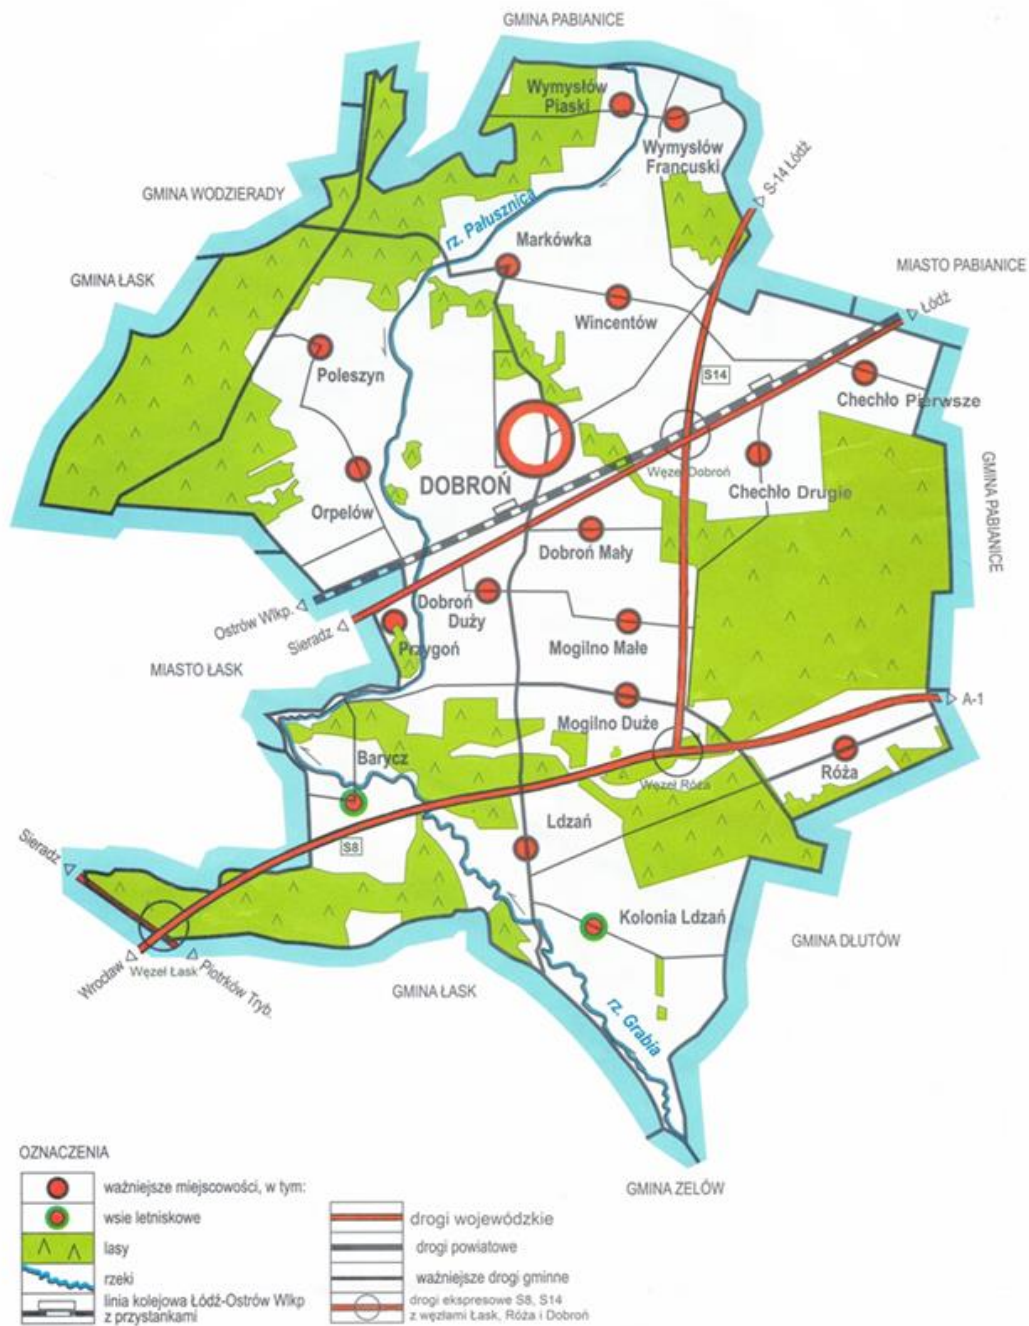 GMINA PABIANICE
Wymysłów
Piaski
Wymysłów
Francuski
S-14 Łódź
GMINA WODZIERADY
rz. Pałusznica
Markówka
MIASTO PABIANICE
GMINA ŁASK
Wincentów
Łódź
Poleszyn
S14
Chechło Pierwsze
Węzeł Dobroń
GMINA PABIANICE
DOBROŃ
Chechło Drugie
Orpelów
Dobroń Mały
Ostrów Wlkp.
Sieradz
Dobroń
Duży
Przygoń
Mogilno Małe
MIASTO ŁASK
A-1
Mogilno Duże
Barycz
Róża
Węzeł Róża
Ldzań
S8
Sieradz
Kolonia Ldzań
GMINA DŁUTÓW
Wrocław
Węzeł Łask
Piotrków Tryb.
GMINA ŁASK
rz. Grabia
GMINA ZELÓW
OZNACZENIA
ważniejsze miejscowości, w tym:
wsie letniskowe
lasy
rzeki
linia kolejowa Łódź-Ostrów Wlkp
z przystankami
drogi wojewódzkie
drogi powiatowe
ważniejsze drogi gminne
drogi ekspresowe S8, S14
z węzłami Łask, Róża i Dobroń